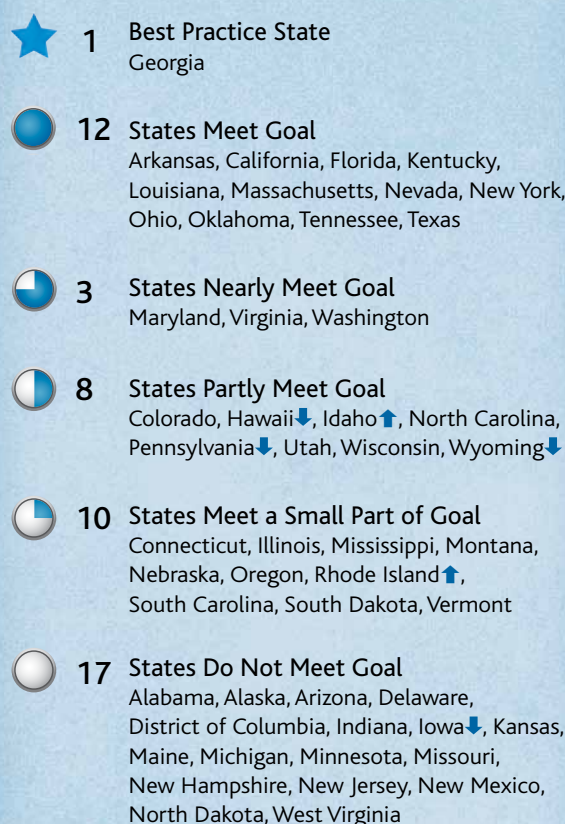 1 Best Practice State
Georgia
12 States Meet Goal
Arkansas, California, Florida, Kentucky,
Louisiana, Massachusetts, Nevada, New York,
Ohio, Oklahoma, Tennessee, Texas
3 States Nearly Meet Goal
Maryland, Virginia, Washington
8 States Partly Meet Goal
Colorado, Hawaii⬇, Idaho⬆, North Carolina,
Pennsylvania⬇, Utah, Wisconsin, Wyoming⬇
10 States Meet a Small Part of Goal
Connecticut, Illinois, Mississippi, Montana,
Nebraska, Oregon, Rhode Island⬆,
South Carolina, South Dakota, Vermont
17 States Do Not Meet Goal
Alabama, Alaska, Arizona, Delaware,
District of Columbia, Indiana, Iowa⬇, Kansas,
Maine, Michigan, Minnesota, Missouri,
New Hampshire, New Jersey, New Mexico,
North Dakota, West Virginia